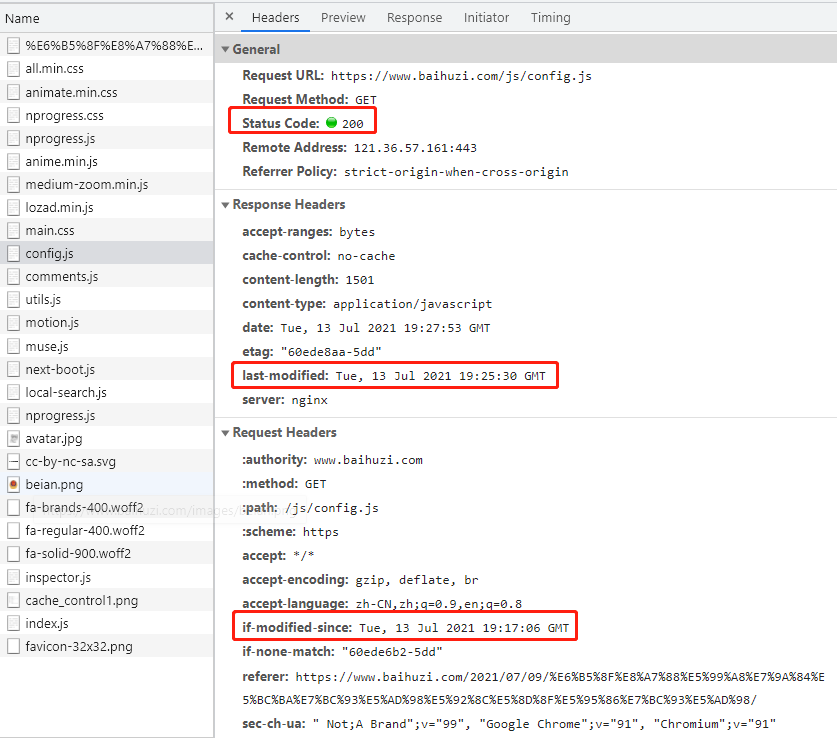 Name
%E6%B5%8F%E8%A7%88%E...
all.min.css
animate.min.css
nprogress.css
nprogress.js
anime.min.js
medium-zoom.min.js
lozad.min.js
main.css
config.js
comments.js
utils.js
motion.js
muse.js
next-boot.js
local-search.js
nprogress.js
avatar.jpg
cc-by-nc-sa.svg
beian.png
fa-brands-400.woff2
fa-regular-400.woff2
fa-solid-900.woff2
inspector.js
cache_control1.png
index.js
favicon-32x32.png
× Headers Preview Response Initiator Timing
General
Request URL: https://www.baihuzi.com/js/config.js
Request Method: GET
Status Code: 200
Remote Address: 121.36.57.161:443
Referrer Policy: strict-origin-when-cross-origin
Response Headers
accept-ranges: bytes
cache-control: no-cache
content-length: 1501
content-type: application/javascript
date: Tue, 13 Jul 2021 19:27:53 GMT
etag: "60ede8aa-5dd"
last-modified: Tue, 13 Jul 2021 19:25:30 GMT
server: nginx
Request Headers
:authority: www.baihuzi.com
:method: GET
:path: /js/config.js
:scheme: https
accept: */*
accept-encoding: gzip, deflate, br
accept-language: zh-CN,zh;q=0.9,en;q=0.8
if-modified-since: Tue, 13 Jul 2021 19:17:06 GMT
if-none-match: "60ede6b2-5dd"
referer: https://www.baihuzi.com/2021/07/09/%E6%B5%8F%E8%A7%88%E5%99%A8%E7%9A%84%E
5%BC%BA%E7%BC%93%E5%AD%98%E5%92%8C%E5%8D%8F%E5%95%86%E7%BC%93%E5%AD%98/
sec-ch-ua: " Not;A Brand";v="99", "Google Chrome";v="91", "Chromium";v="91"